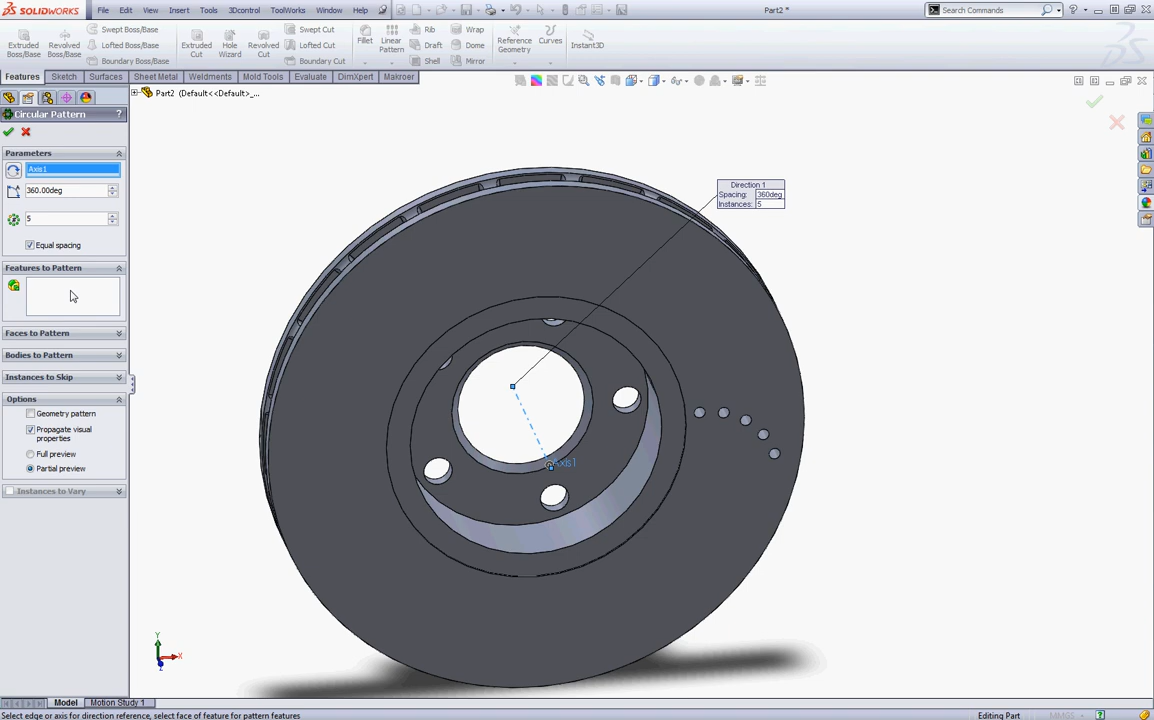 SOLIDWORKS File Edit View Insert Tools 3Dcontrol ToolWorks Window Help Part2 * Search Commands
Extruded Boss/Base
Revolved Boss/Base
Swept Boss/Base
Lofted Boss/Base
Boundary Boss/Base
Extruded Cut
Hole Wizard
Revolved Cut
Swept Cut
Lofted Cut
Boundary Cut
Fillet
Linear Pattern
Rib
Draft
Shell
Wrap
Dome
Mirror
Reference Geometry
Curves
Instant3D
Features Sketch Surfaces Sheet Metal Weldments Mold Tools Evaluate DimXpert Makroer
Part2 (Default<<Default>_...
Circular Pattern ?
Parameters
Axis1
360.00deg
5
Equal spacing
Features to Pattern
Faces to Pattern
Bodies to Pattern
Instances to Skip
Options
Geometry pattern
Propagate visual
properties
Full preview
Partial preview
Instances to Vary
Direction 1
Spacing: 360deg
Instances: 5
Axis1
Y
X
Z
Model Motion Study 1
Select edge or axis for direction reference, select face of feature for pattern features Editing Part MMGS